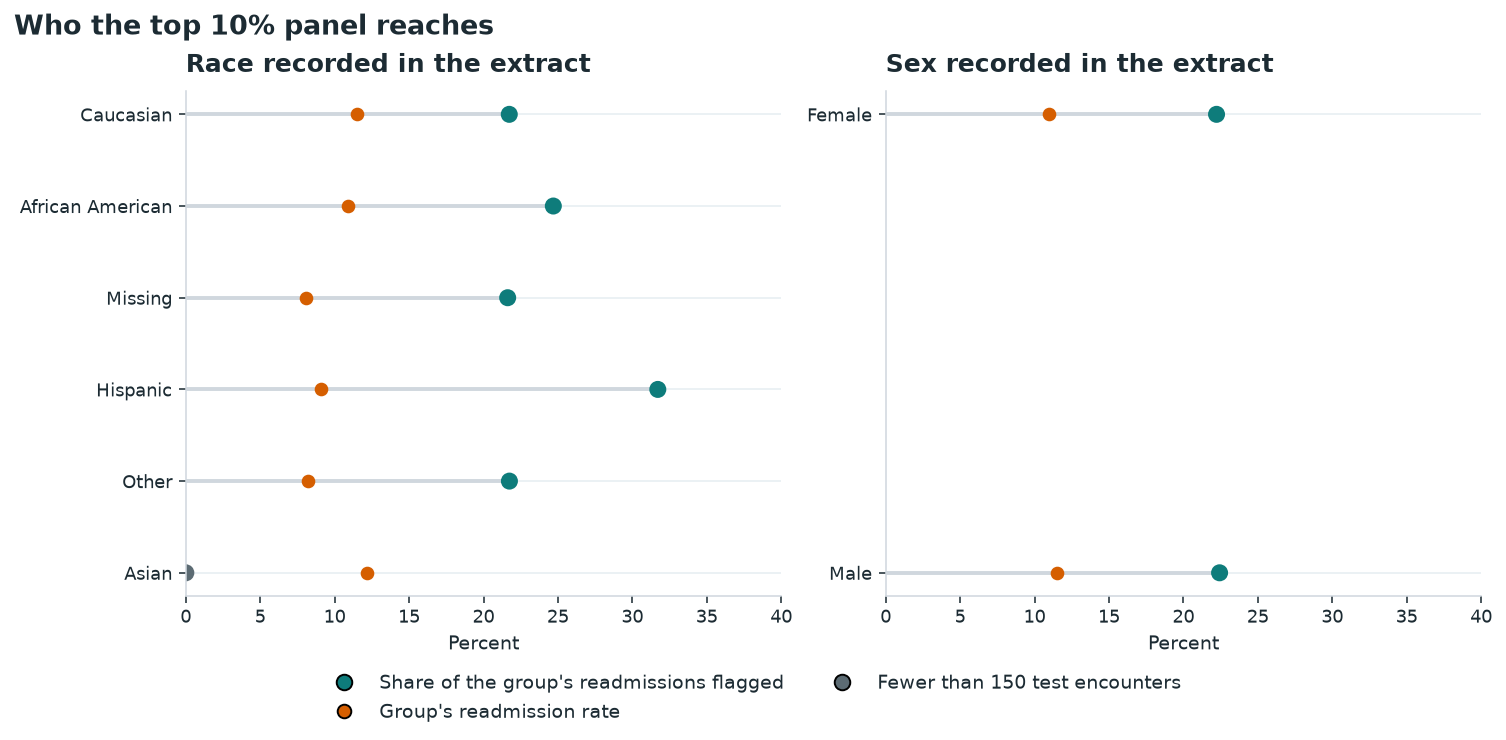 Who the top 10% panel reaches
Race recorded in the extract
Caucasian
African American
Missing
Hispanic
Other
Asian
0 5 10 15 20 25 30 35 40
Percent
Sex recorded in the extract
Female
Male
0 5 10 15 20 25 30 35 40
Percent
Share of the group's readmissions flagged
Group's readmission rate
Fewer than 150 test encounters